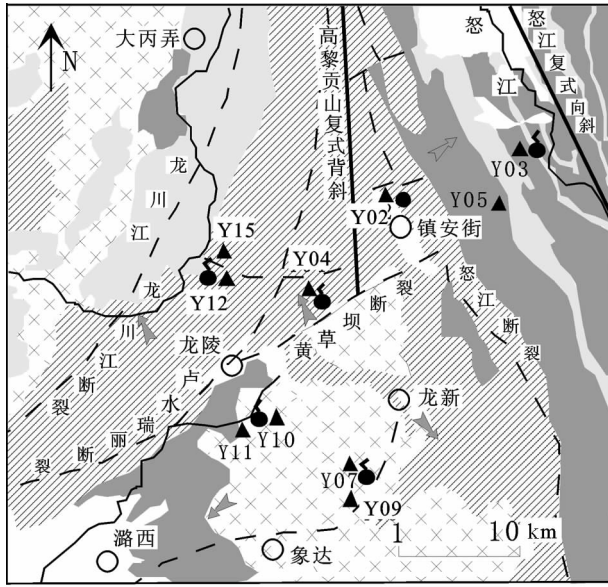 大丙弄
N
高黎贡山复式背斜
怒江复式向斜
怒江
Y03
Y05
Y02
镇安街
龙川江
Y15
Y12
Y04
龙川江断裂
怒江断裂
黄草坝断裂
龙陵
卢水
瑞丽断裂
龙新
Y10
Y11
Y07
Y09
1 10 km
潞西
象达